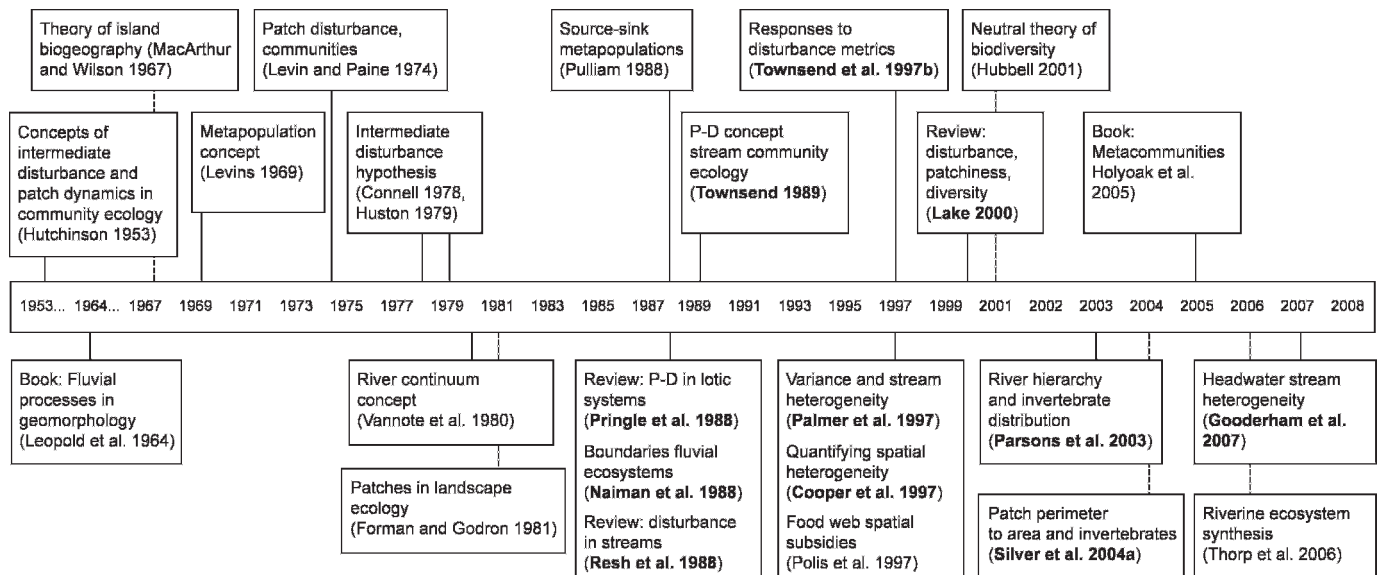 Theory of island
biogeography (MacArthur
and Wilson 1967)
Patch disturbance,
communities
(Levin and Paine 1974)
Source-sink
metapopulations
(Pulliam 1988)
Responses to
disturbance metrics
(Townsend et al. 1997b)
Neutral theory of
biodiversity
(Hubbell 2001)
Concepts of
intermediate
disturbance and
patch dynamics in
community ecology
(Hutchinson 1953)
Metapopulation
concept
(Levins 1969)
Intermediate
disturbance
hypothesis
(Connell 1978,
Huston 1979)
P-D concept
stream community
ecology
(Townsend 1989)
Review:
disturbance,
patchiness,
diversity
(Lake 2000)
Book:
Metacommunities
Holyoak et al.
2005)
1953... 1964... 1967 1969 1971 1973 1975 1977 1979 1981 1983 1985 1987 1989 1991 1993 1995 1997 1999 2001 2002 2003 2004 2005 2006 2007 2008
Book: Fluvial
processes in
geomorphology
(Leopold et al. 1964)
River continuum
concept
(Vannote et al. 1980)
Patches in landscape
ecology
(Forman and Godron 1981)
Review: P-D in lotic
systems
(Pringle et al. 1988)
Boundaries fluvial
ecosystems
(Naiman et al. 1988)
Review: disturbance
in streams
(Resh et al. 1988)
Variance and stream
heterogeneity
(Palmer et al. 1997)
Quantifying spatial
heterogeneity
(Cooper et al. 1997)
Food web spatial
subsidies
(Polis et al. 1997)
River hierarchy
and invertebrate
distribution
(Parsons et al. 2003)
Patch perimeter
to area and invertebrates
(Silver et al. 2004a)
Headwater stream
heterogeneity
(Gooderham et al.
2007)
Riverine ecosystem
synthesis
(Thorp et al. 2006)